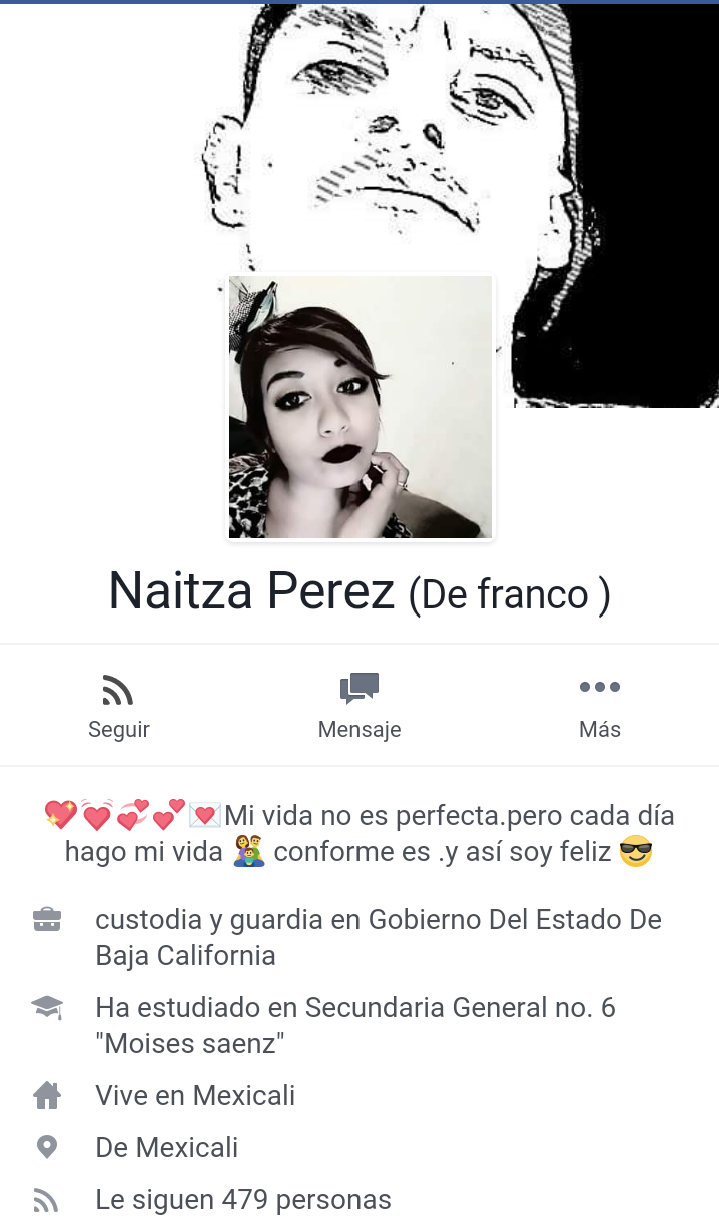 Naitza Perez (De franco )
Seguir Mensaje Más
💖💓💞💕💌Mi vida no es perfecta.pero cada día
hago mi vida 👨‍👩‍👦 conforme es .y así soy feliz 😎
custodia y guardia en Gobierno Del Estado De
Baja California
Ha estudiado en Secundaria General no. 6
"Moises saenz"
Vive en Mexicali
De Mexicali
Le siguen 479 personas